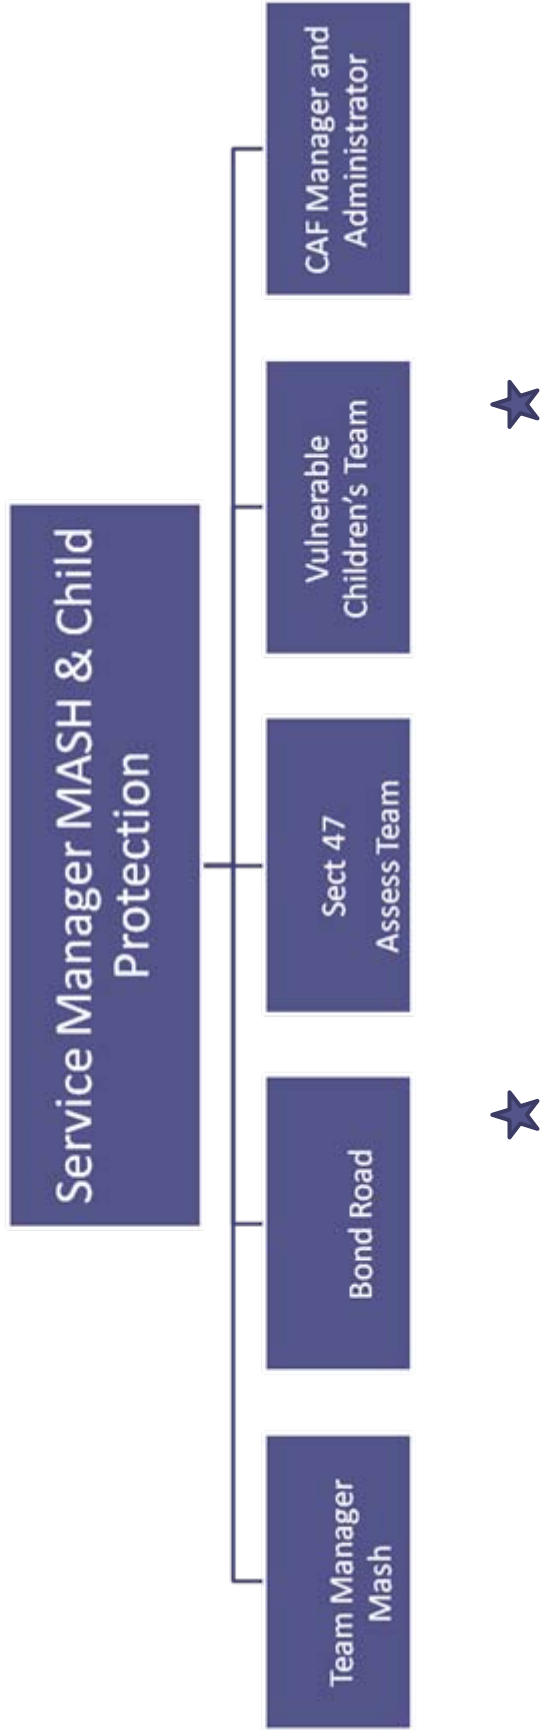 Service Manager MASH & Child
Protection
Team Manager
Mash
Bond Road
Sect 47
Assess Team
Vulnerable
Children’s Team
CAF Manager and
Administrator